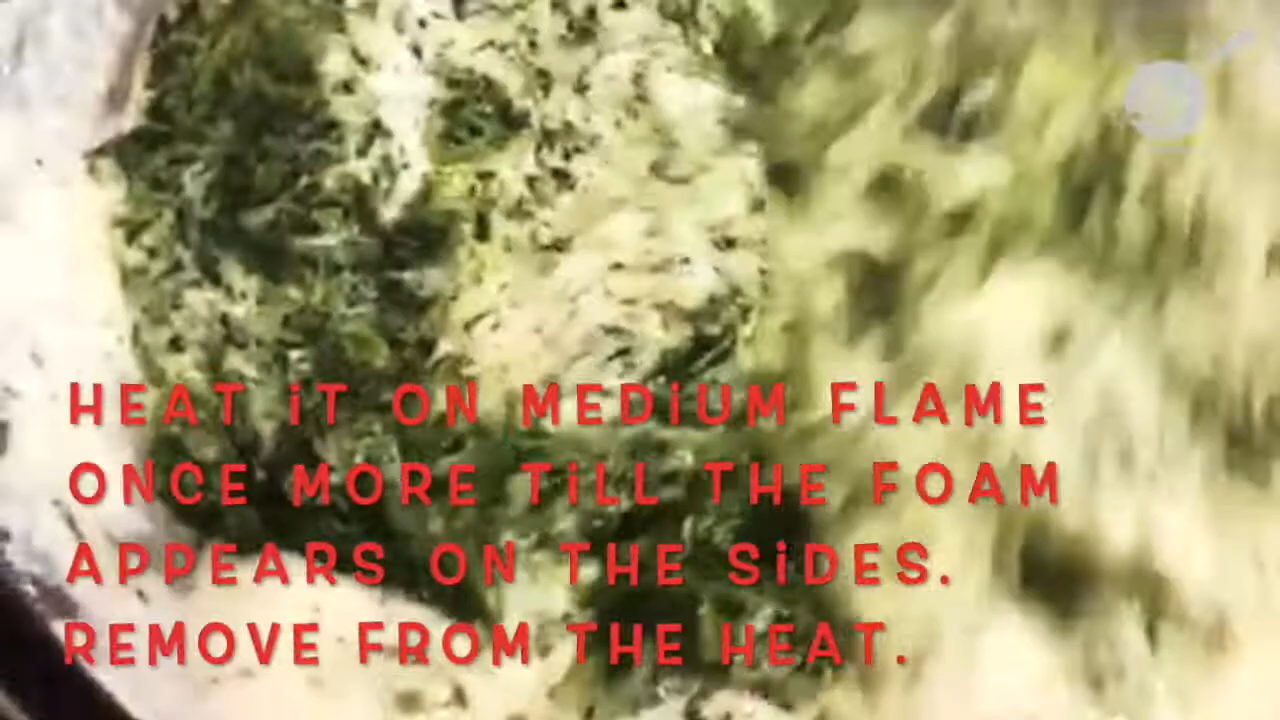 HEAT iT ON MEDiUM FLAME
ONCE MORE TiLL THE FOAM
APPEARS ON THE SiDES.
REMOVE FROM THE HEAT.